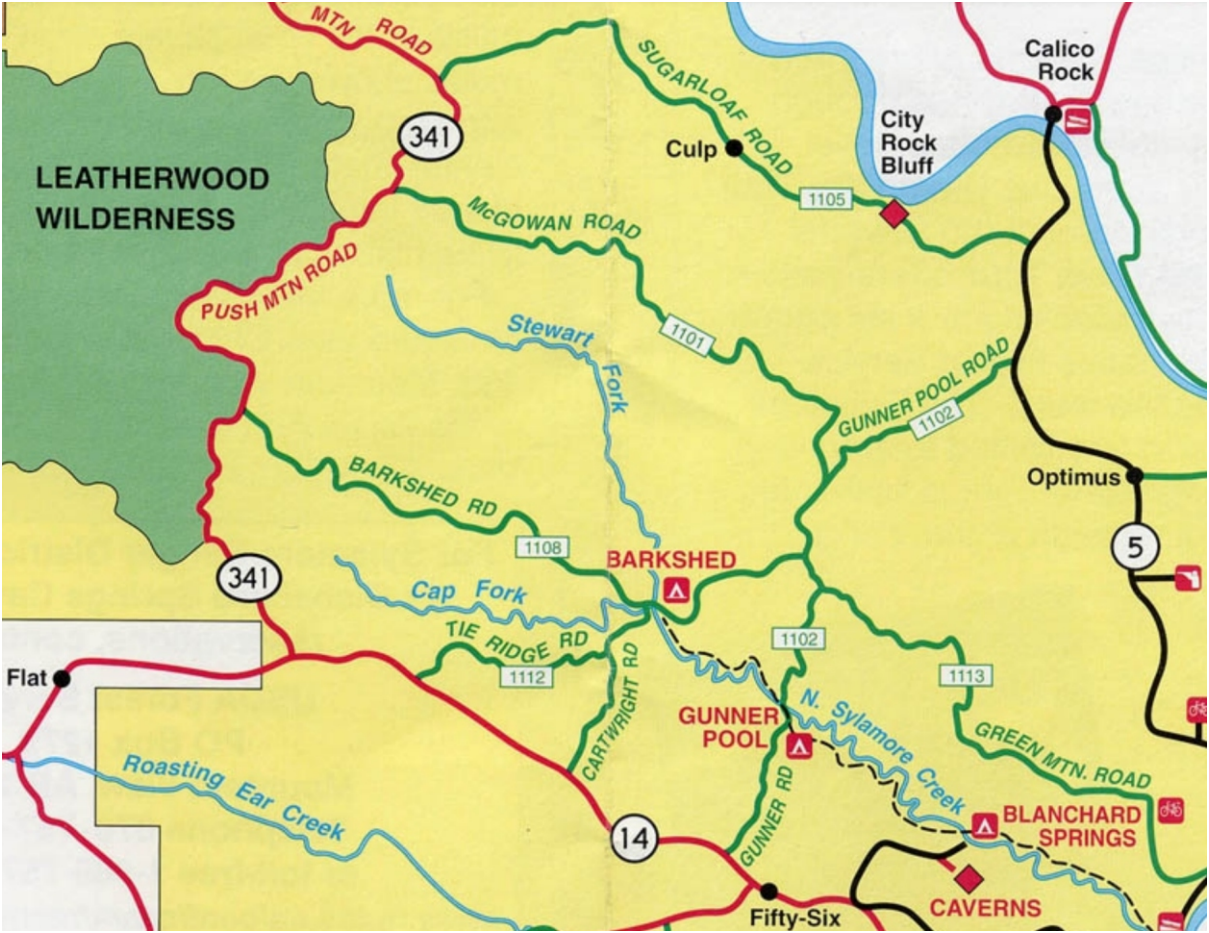 MTN ROAD
SUGARLOAF ROAD
Calico
Rock
341
City
Rock
Bluff
Culp
LEATHERWOOD
WILDERNESS
1105
McGOWAN ROAD
PUSH MTN ROAD
Stewart
Fork
1101
GUNNER POOL ROAD
1102
BARKSHED RD
Optimus
1108
BARKSHED
5
341
Cap Fork
TIE RIDGE RD
1102
1112
1113
Flat
CARTWRIGHT RD
GUNNER
POOL
N. Sylamore Creek
GREEN MTN. ROAD
Roasting Ear Creek
BLANCHARD
SPRINGS
14
GUNNER RD
CAVERNS
Fifty-Six